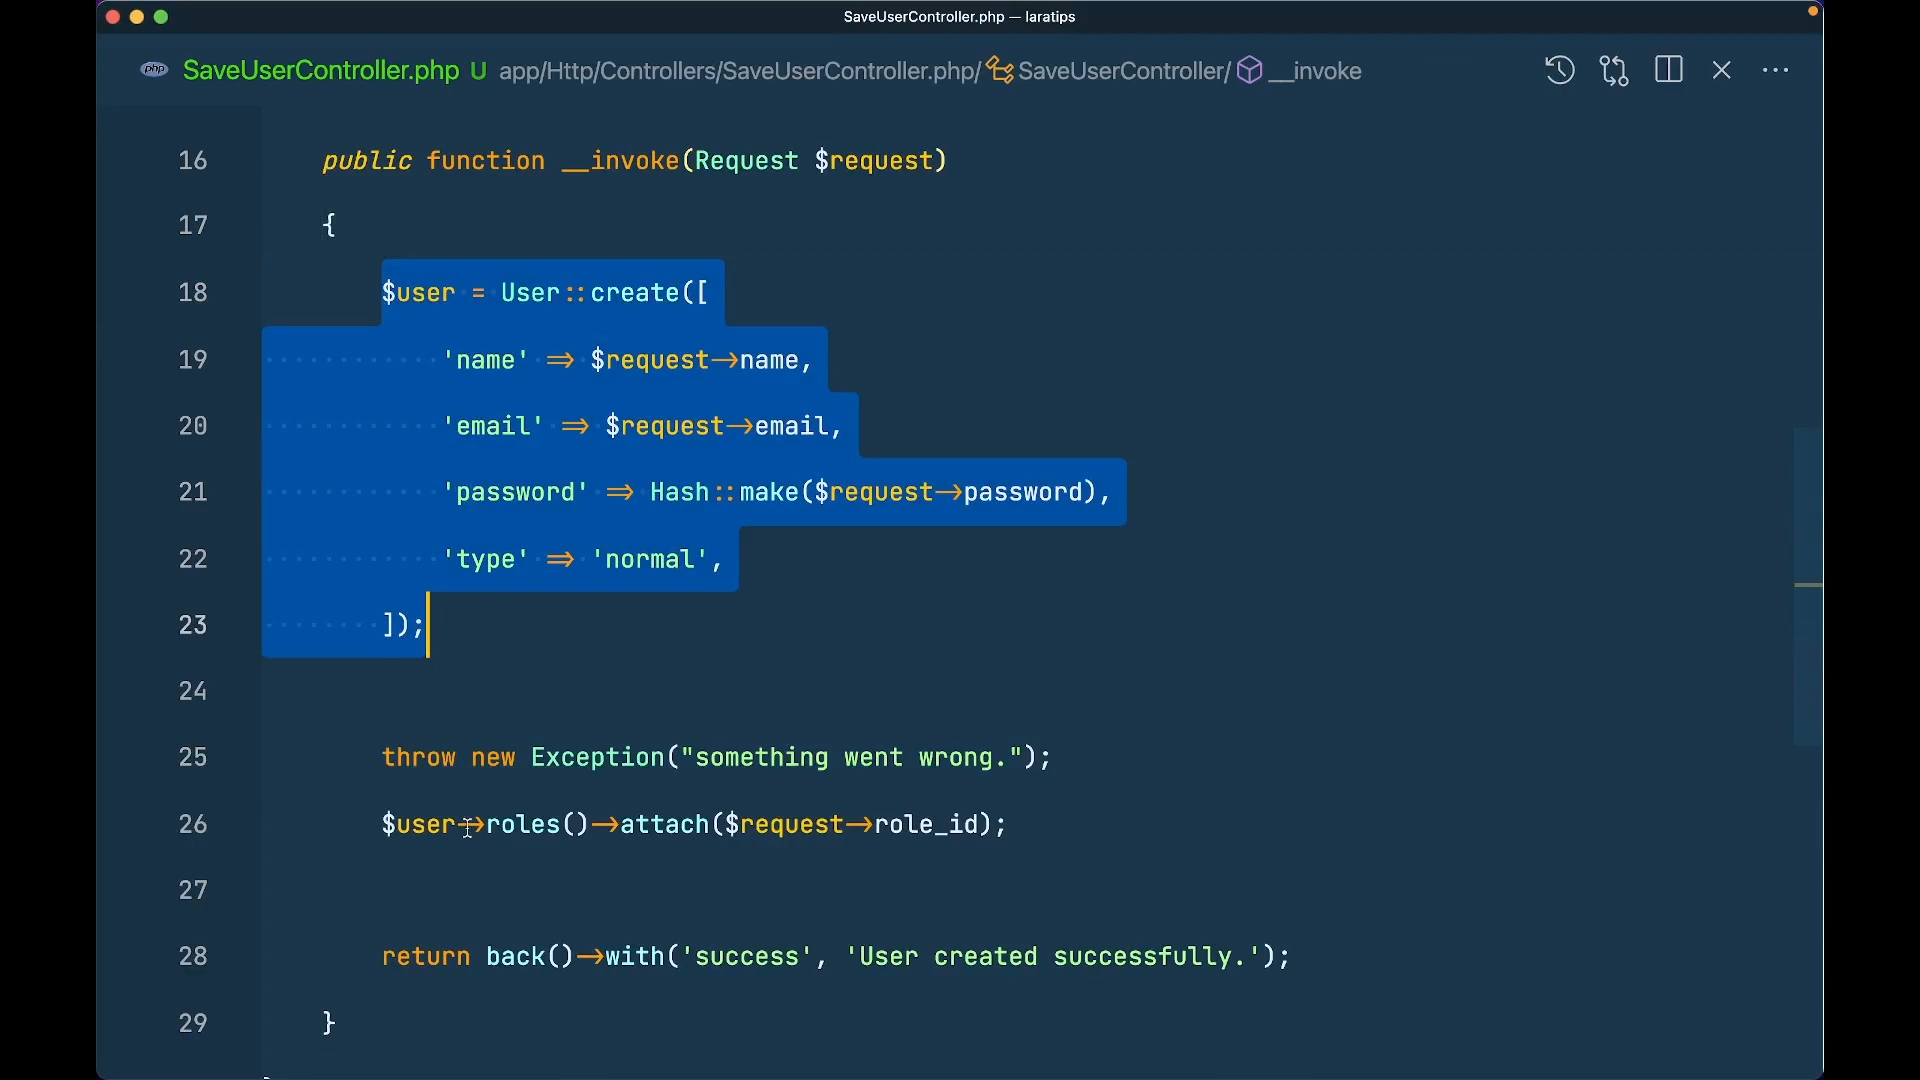 SaveUserController.php — laratips
php SaveUserController.php U app/Http/Controllers/SaveUserController.php/ SaveUserController/ __invoke
16 public function __invoke(Request $request)
17 {
18 $user = User::create([
19 'name' => $request->name,
20 'email' => $request->email,
21 'password' => Hash::make($request->password),
22 'type' => 'normal',
23 ]);
24
25 throw new Exception("something went wrong.");
26 $user->roles()->attach($request->role_id);
27
28 return back()->with('success', 'User created successfully.');
29 }